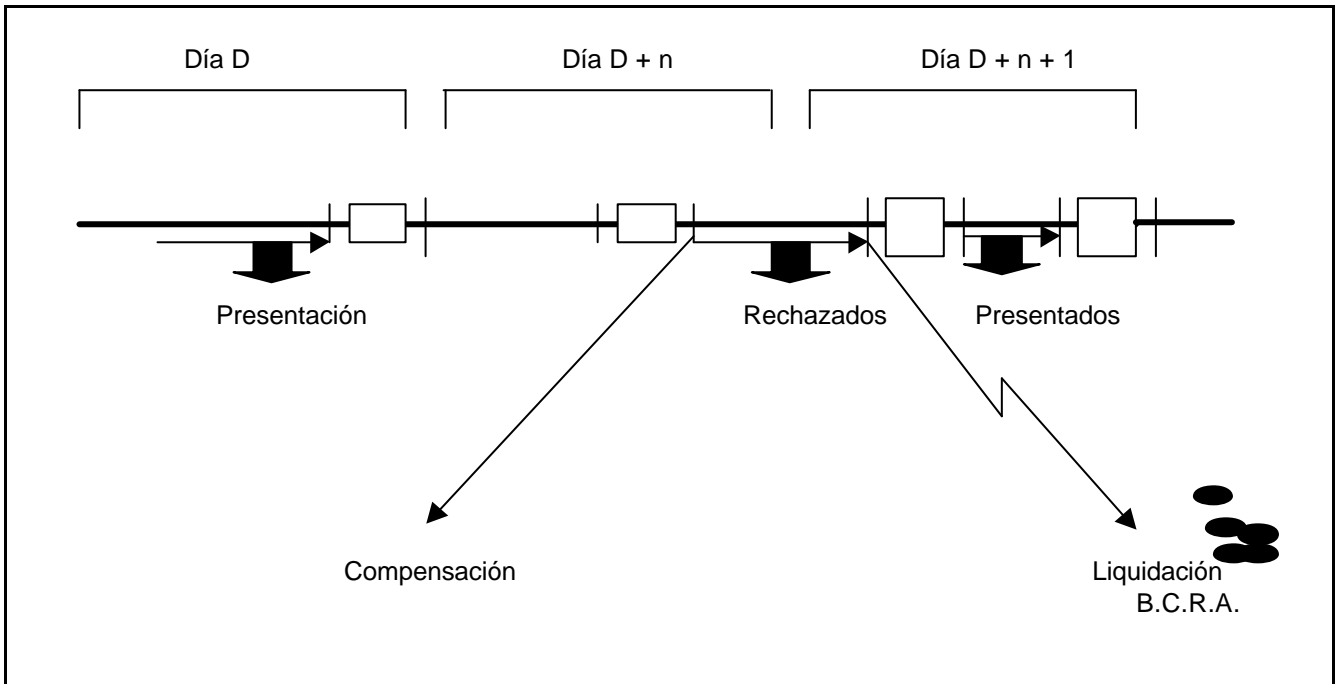 Día D
Día D + n
Día D + n + 1
Presentación
Rechazados
Presentados
Compensación
Liquidación
B.C.R.A.